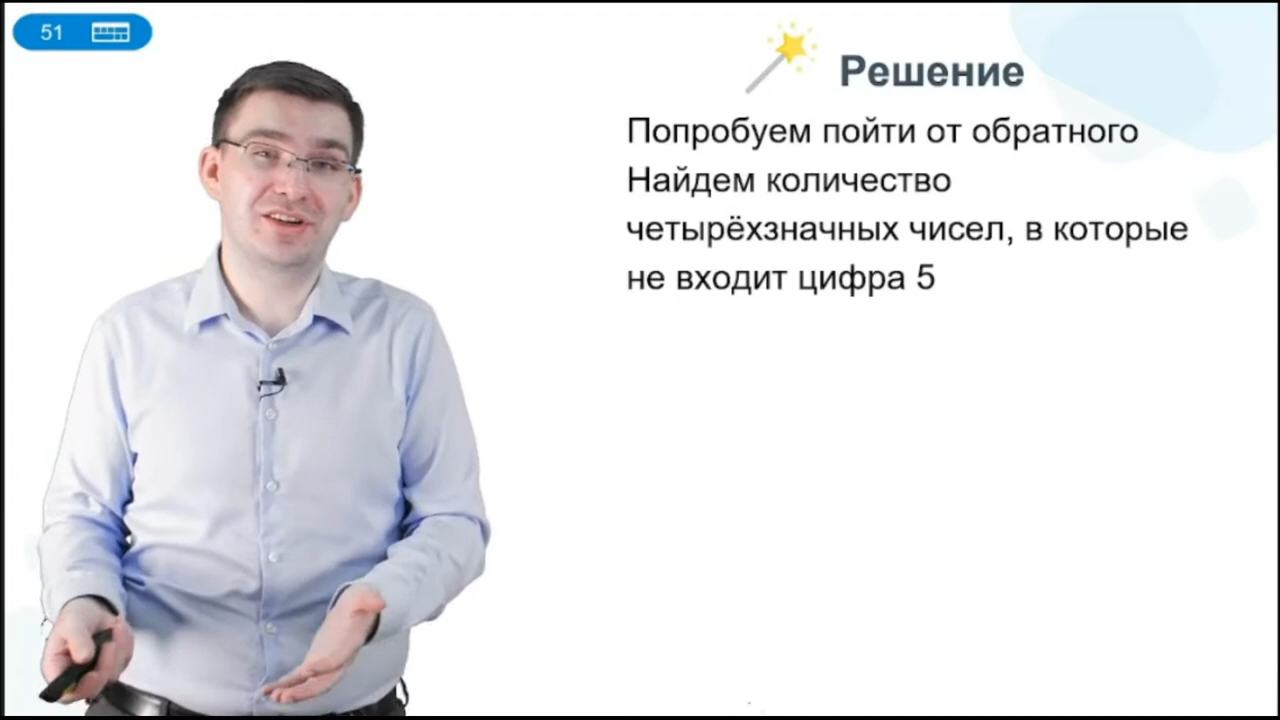 51
Решение
Попробуем пойти от обратного
Найдем количество
четырёхзначных чисел, в которые
не входит цифра 5